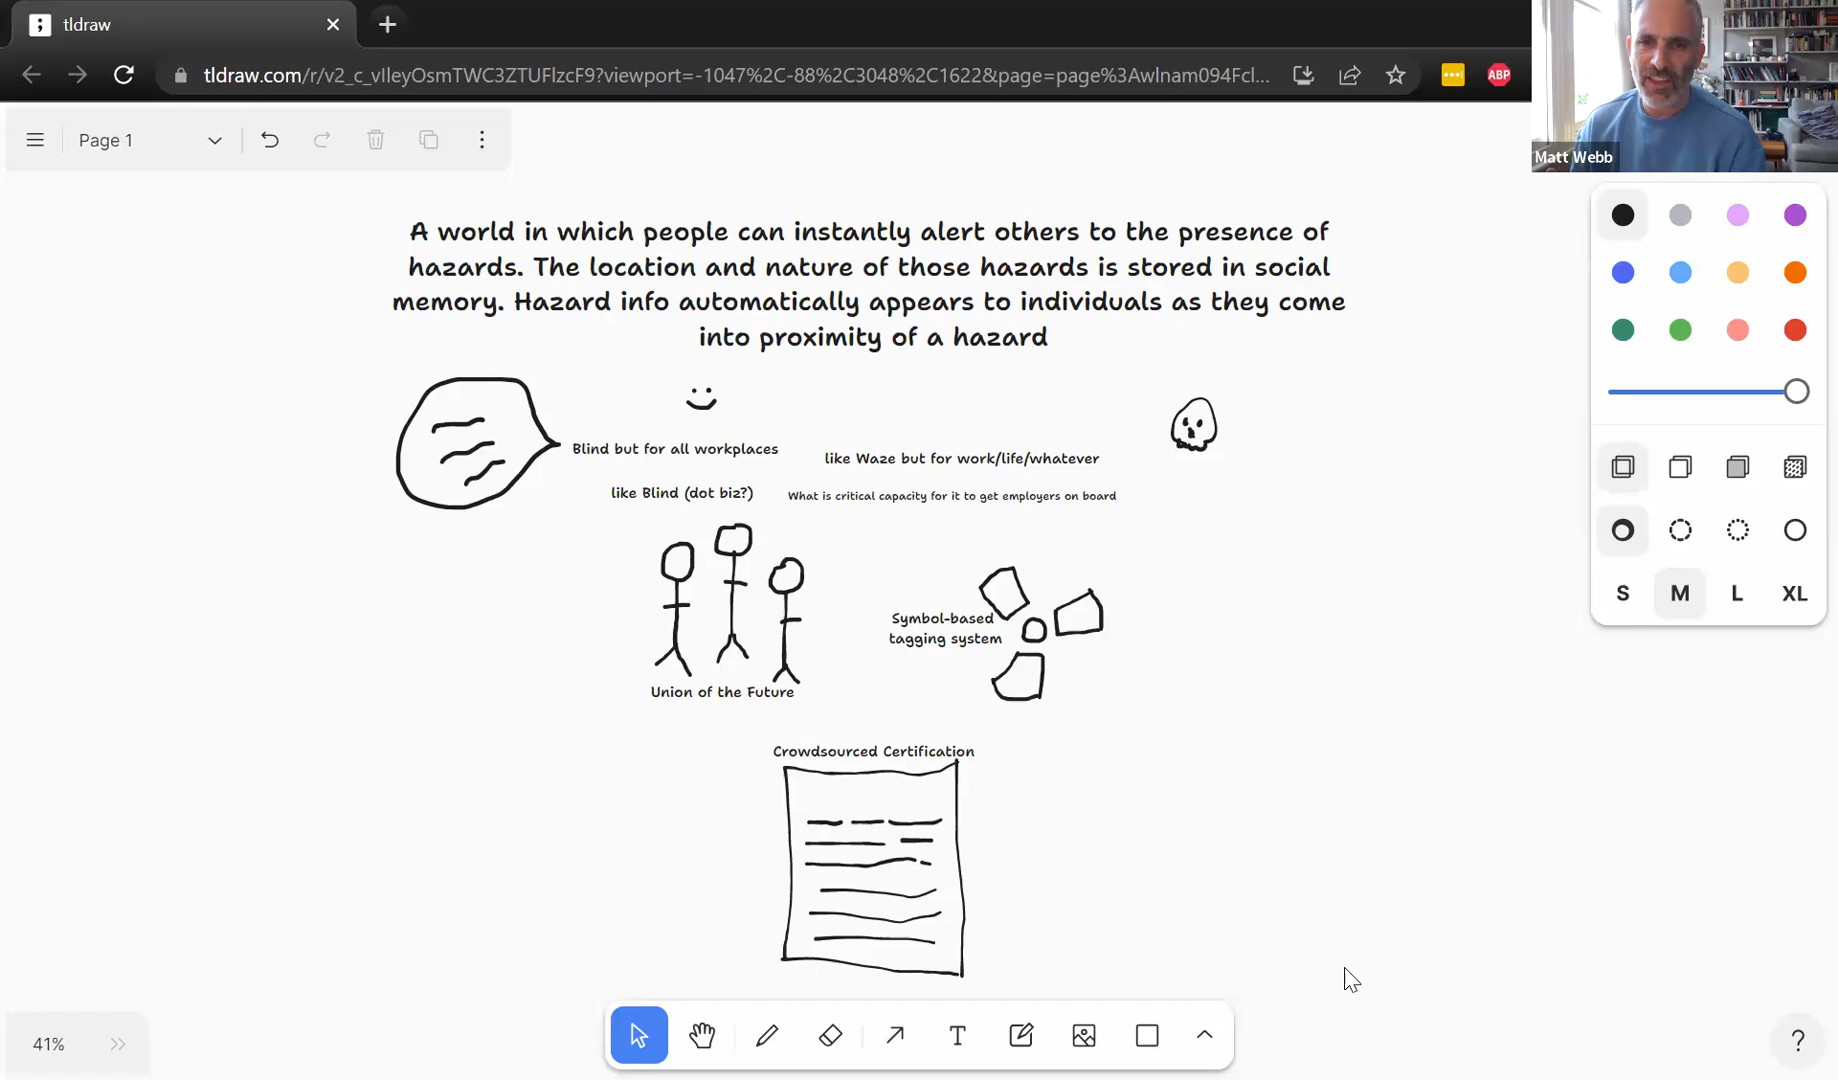 tldraw
tldraw.com/r/v2_c_vIleyOsmTWC3ZTUFlzcF9?viewport=-1047%2C-88%2C3048%2C1622&page=page%3Awlnam094Fcl...
ABP
Matt Webb
Page 1
A world in which people can instantly alert others to the presence of
hazards. The location and nature of those hazards is stored in social
memory. Hazard info automatically appears to individuals as they come
into proximity of a hazard
Blind but for all workplaces
like Waze but for work/life/whatever
like Blind (dot biz?)
What is critical capacity for it to get employers on board
Symbol-based
tagging system
Union of the Future
Crowdsourced Certification
S M L XL
41%
T
?